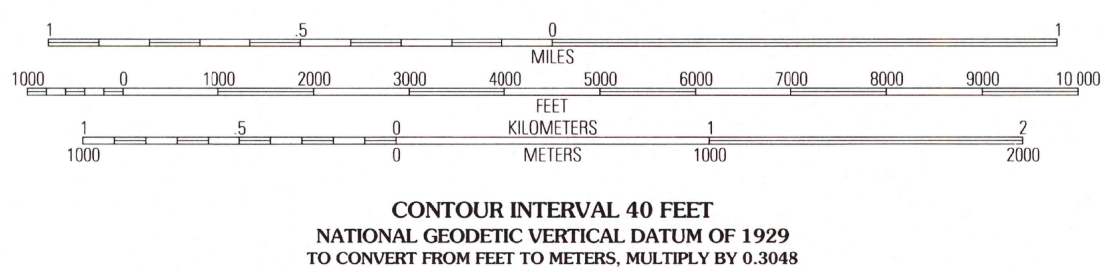 1 .5 0 1
MILES
1000 0 1000 2000 3000 4000 5000 6000 7000 8000 9000 10 000
FEET
1 .5 0 KILOMETERS 1 2
1000 0 METERS 1000 2000
CONTOUR INTERVAL 40 FEET
NATIONAL GEODETIC VERTICAL DATUM OF 1929
TO CONVERT FROM FEET TO METERS, MULTIPLY BY 0.3048